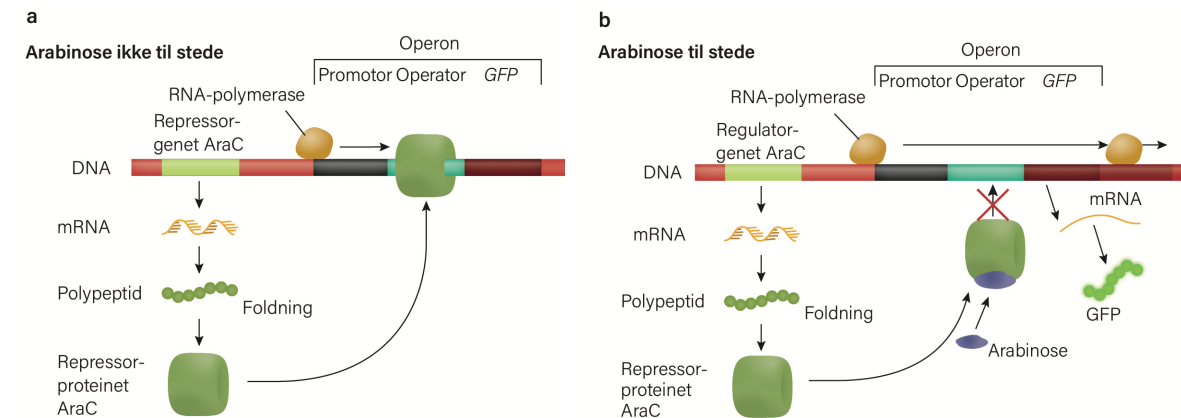 a
Arabinose ikke til stede
Operon
Promotor Operator GFP
RNA-polymerase
Repressor-
genet AraC
DNA
mRNA
Polypeptid
Foldning
Repressor-
proteinet
AraC
b
Arabinose til stede
Operon
Promotor Operator GFP
RNA-polymerase
Regulator-
genet AraC
DNA
mRNA
mRNA
Polypeptid
Foldning
GFP
Arabinose
Repressor-
proteinet
AraC